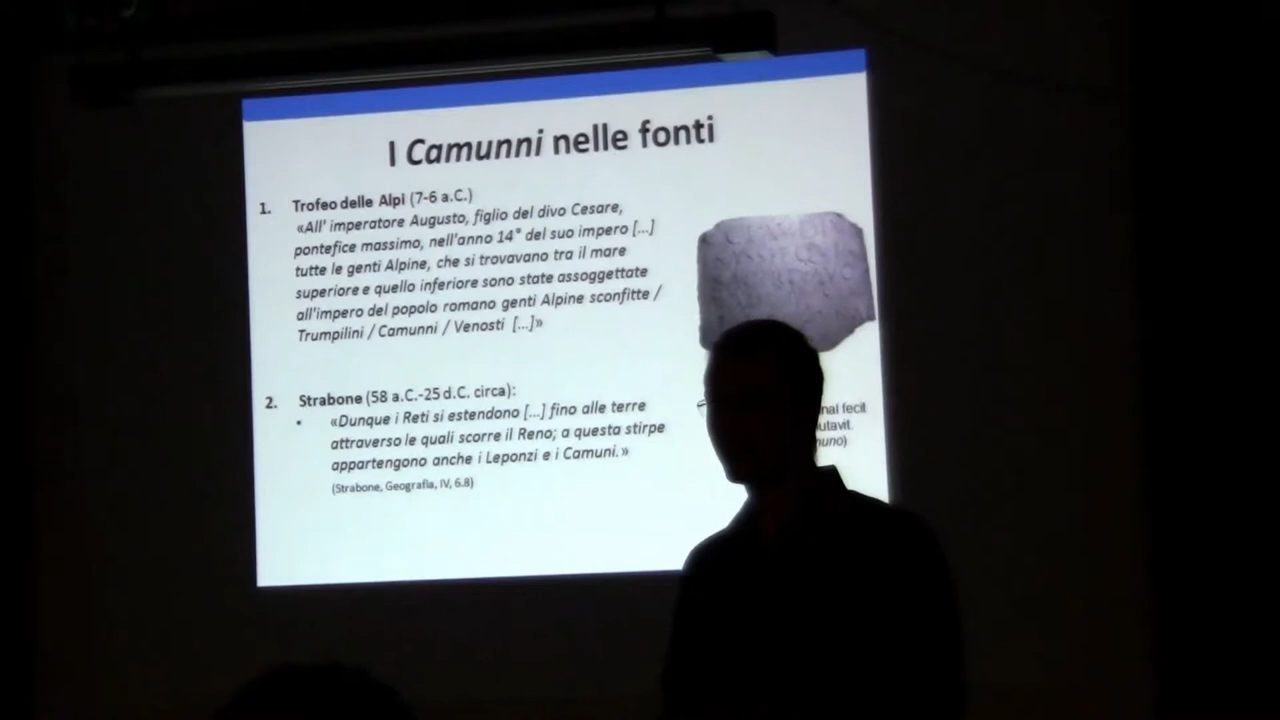 I Camunni nelle fonti
1. Trofeo delle Alpi (7-6 a.C.)
«All' imperatore Augusto, figlio del divo Cesare,
pontefice massimo, nell'anno 14° del suo impero [...]
tutte le genti Alpine, che si trovavano tra il mare
superiore e quello inferiore sono state assoggettate
all'impero del popolo romano genti Alpine sconfitte /
Trumpilini / Camunni / Venosti [...]»
2. Strabone (58 a.C.-25 d.C. circa):
• «Dunque i Reti si estendono [...] fino alle terre
attraverso le quali scorre il Reno; a questa stirpe
appartengono anche i Leponzi e i Camuni.»
(Strabone, Geografia, IV, 6.8)
fecit